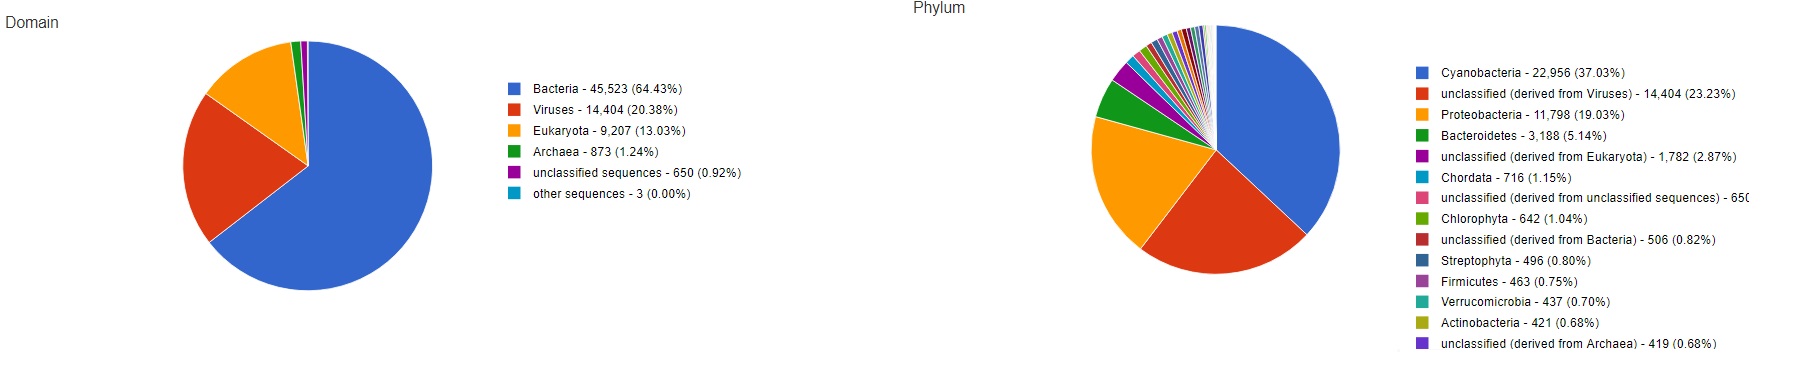 Domain
Bacteria - 45,523 (64.43%)
Viruses - 14,404 (20.38%)
Eukaryota - 9,207 (13.03%)
Archaea - 873 (1.24%)
unclassified sequences - 650 (0.92%)
other sequences - 3 (0.00%)
Phylum
Cyanobacteria - 22,956 (37.03%)
unclassified (derived from Viruses) - 14,404 (23.23%)
Proteobacteria - 11,798 (19.03%)
Bacteroidetes - 3,188 (5.14%)
unclassified (derived from Eukaryota) - 1,782 (2.87%)
Chordata - 716 (1.15%)
unclassified (derived from unclassified sequences) - 650
Chlorophyta - 642 (1.04%)
unclassified (derived from Bacteria) - 506 (0.82%)
Streptophyta - 496 (0.80%)
Firmicutes - 463 (0.75%)
Verrucomicrobia - 437 (0.70%)
Actinobacteria - 421 (0.68%)
unclassified (derived from Archaea) - 419 (0.68%)